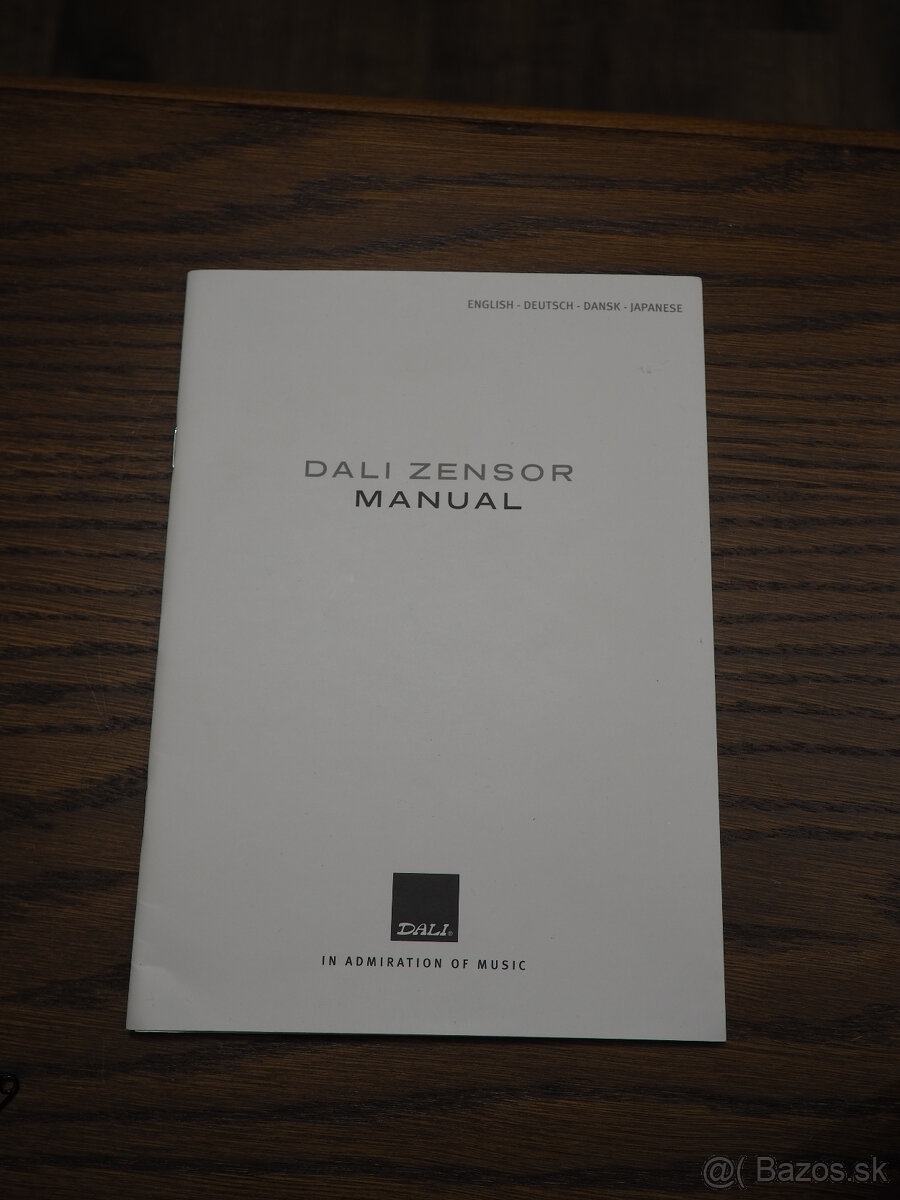 ENGLISH - DEUTSCH - DANSK - JAPANESE
DALI ZENSOR
MANUAL
DALI®
IN ADMIRATION OF MUSIC
@( Bazos.sk